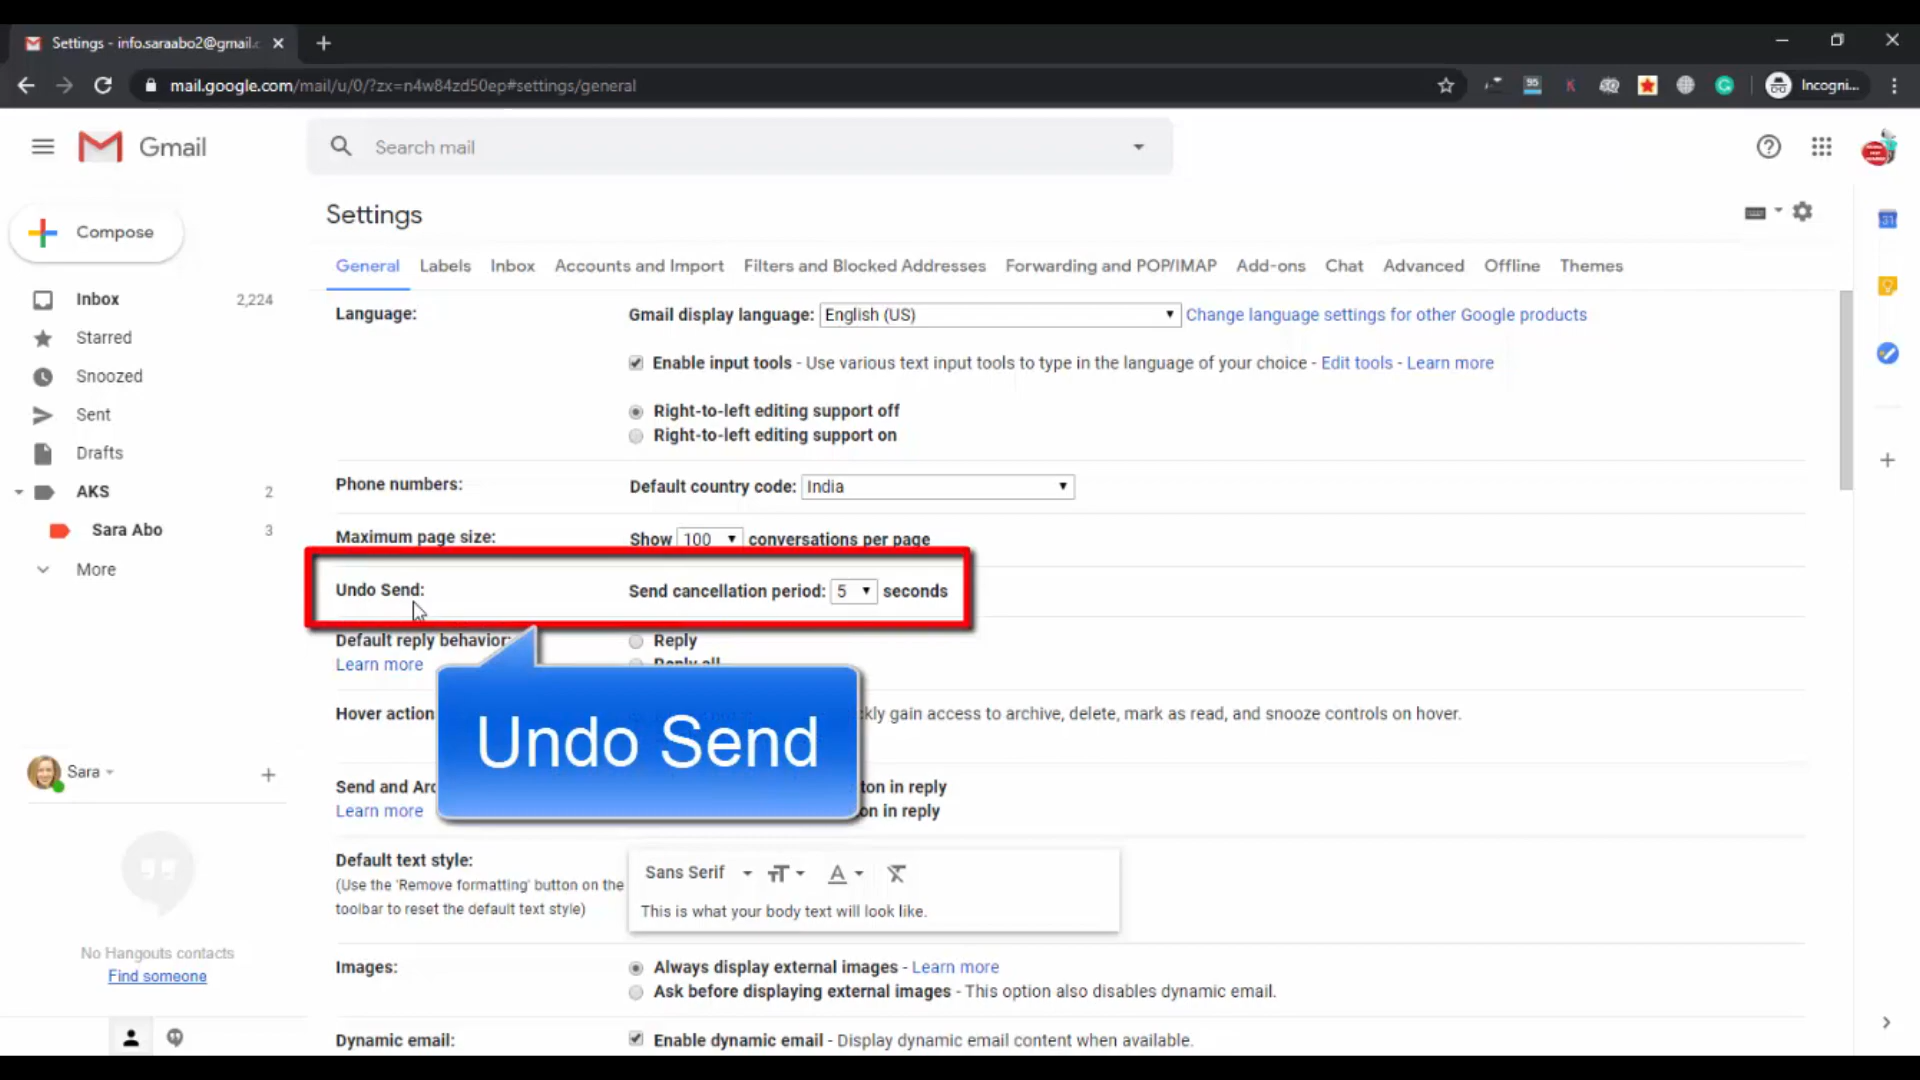 Settings - info.saraabo2@gmail.c
mail.google.com/mail/u/0/?zx=n4w84zd50ep#settings/general
95
K
G
Incogni...
Gmail
Search mail
Compose
Settings
31
General Labels Inbox Accounts and Import Filters and Blocked Addresses Forwarding and POP/IMAP Add-ons Chat Advanced Offline Themes
Inbox 2,224
Starred
Snoozed
Sent
Drafts
AKS 2
Sara Abo 3
More
Language: Gmail display language: English (US) Change language settings for other Google products
Enable input tools - Use various text input tools to type in the language of your choice - Edit tools - Learn more
Right-to-left editing support off
Right-to-left editing support on
Phone numbers: Default country code: India
Maximum page size: Show 100 conversations per page
Undo Send: Send cancellation period: 5 seconds
Default reply behavior: Reply
Learn more Reply all
Undo Send
Hover action kly gain access to archive, delete, mark as read, and snooze controls on hover.
Send and Arc ton in reply
Learn more on in reply
Default text style:
(Use the 'Remove formatting' button on the
toolbar to reset the default text style)
Sans Serif
This is what your body text will look like.
Images: Always display external images - Learn more
Ask before displaying external images - This option also disables dynamic email.
Dynamic email: Enable dynamic email - Display dynamic email content when available.
Sara
No Hangouts contacts
Find someone